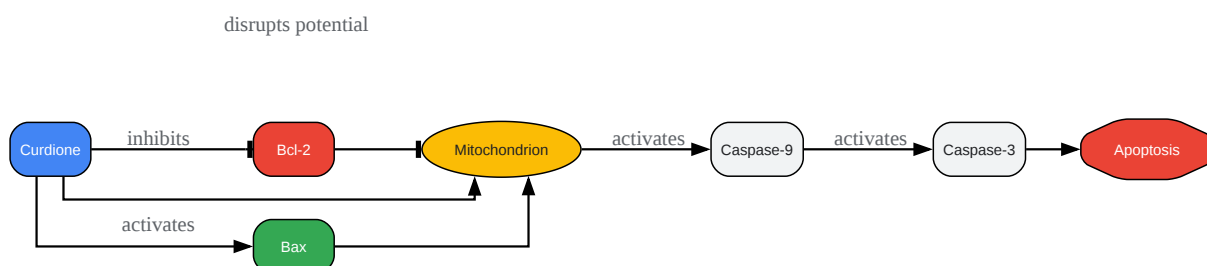 disrupts potential
Curdione
inhibits
Bcl-2
Mitochondrion
activates
Caspase-9
activates
Caspase-3
Apoptosis
activates
Bax